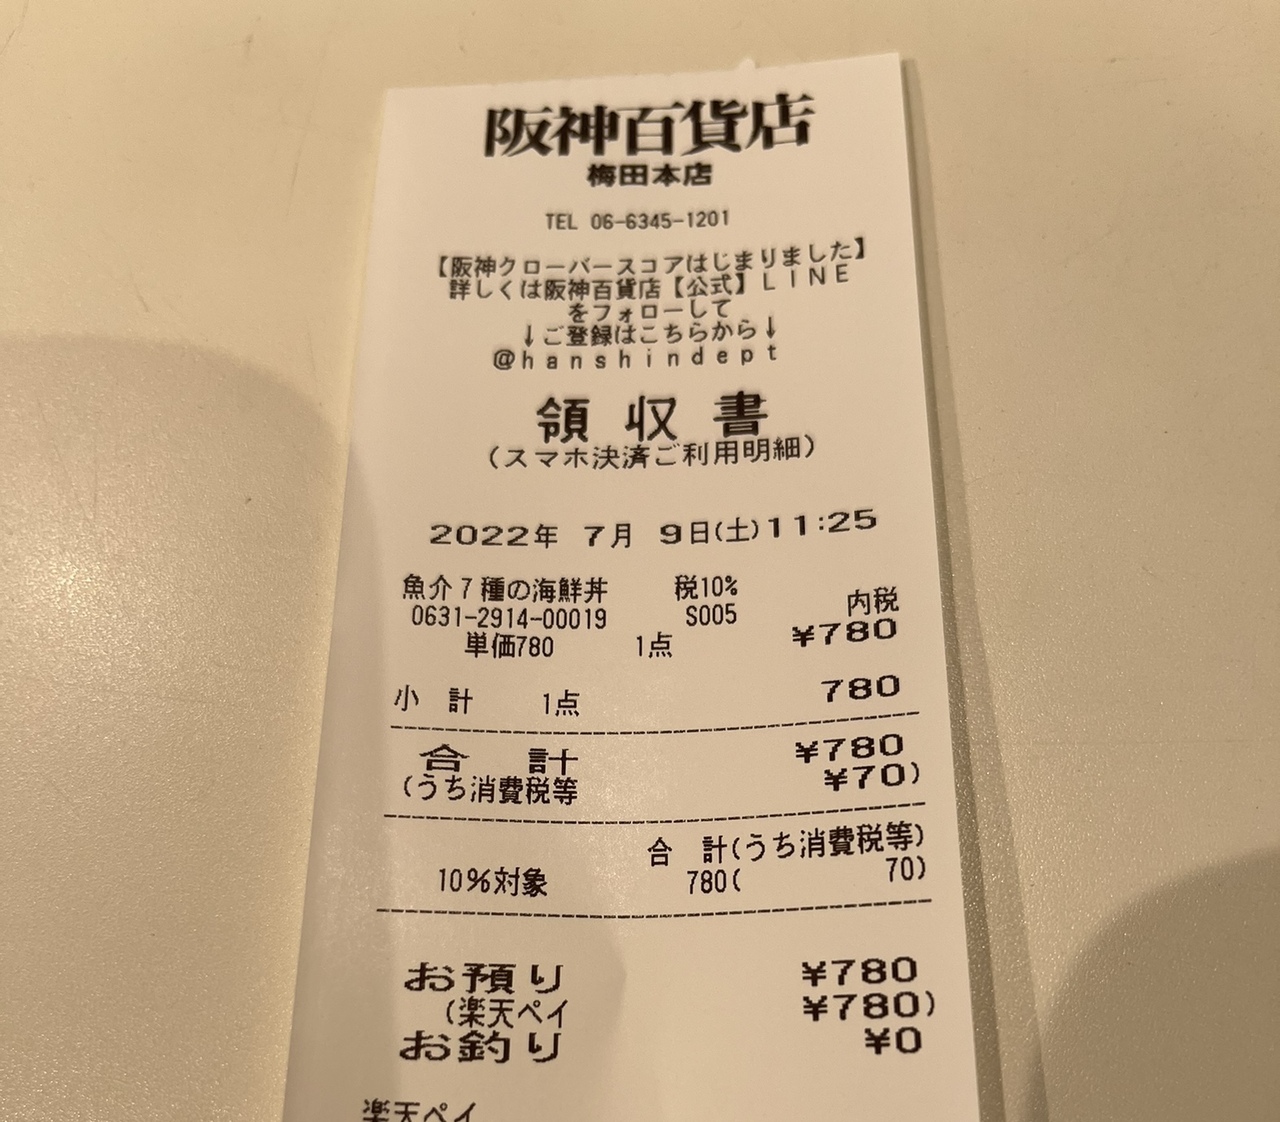 阪神百貨店
梅田本店
TEL 06-6345-1201
【阪神クローバースコアはじまりました】
詳しくは阪神百貨店【公式】LINE
をフォローして
↓ご登録はこちらから↓
@hanshindept
領収書
(スマホ決済ご利用明細)
2022年 7月 9日(土)11:25
魚介7種の海鮮丼 税10% 内税
0631-2914-00019 S005
単価780 1点 ¥780
小 計 1点 780
合 計 ¥780
(うち消費税等 ¥70)
合 計(うち消費税等)
10%対象 780( 70)
お預り ¥780
(楽天ペイ ¥780)
お釣り ¥0
楽天ペイ